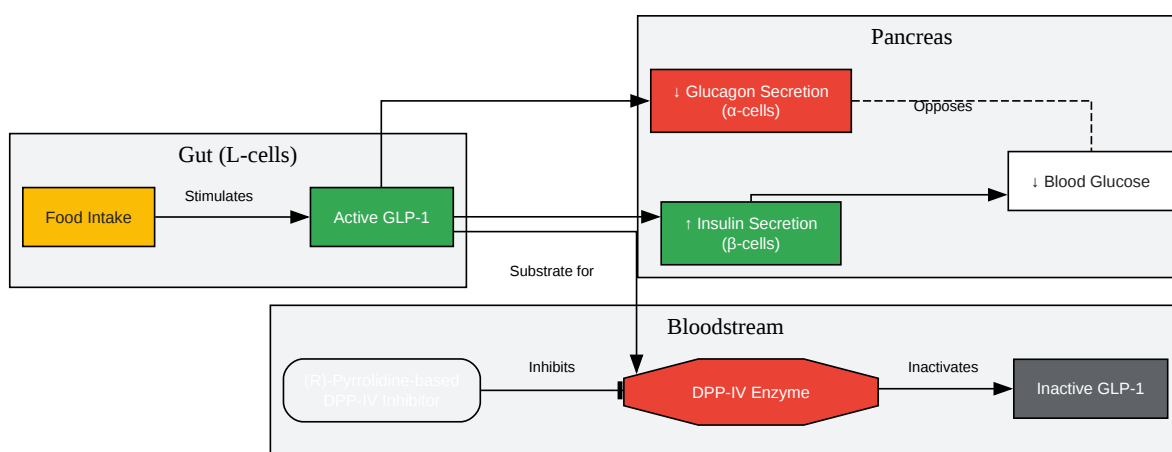 Pancreas
↓ Glucagon Secretion
(α-cells)
Opposes
Gut (L-cells)
Food Intake
Stimulates
Active GLP-1
↑ Insulin Secretion
(β-cells)
↓ Blood Glucose
Substrate for
Bloodstream
(R)-Pyrrolidine-based
DPP-IV Inhibitor
Inhibits
DPP-IV Enzyme
Inactivates
Inactive GLP-1